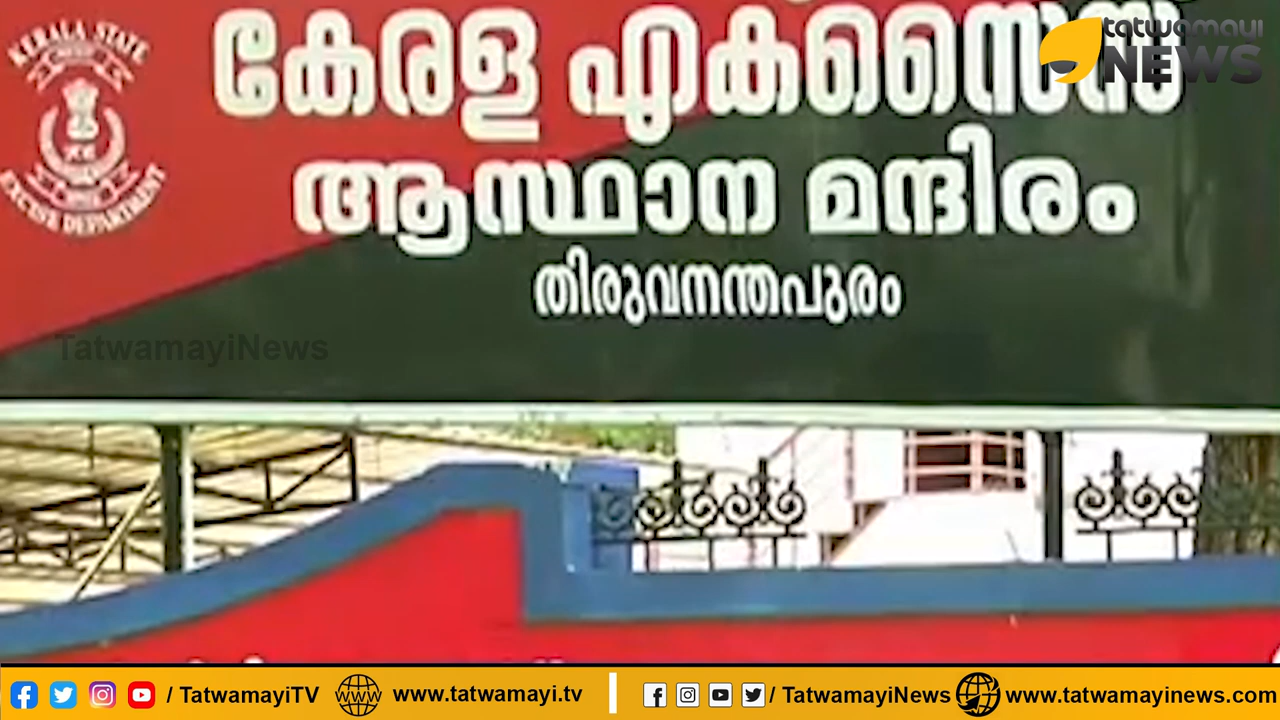 KERALA STATE
EXCISE DEPARTMENT
കേരള എക്സൈസ്
ആസ്ഥാന മന്ദിരം
തിരുവനന്തപുരം
tatwamayi
NEWS
TatwamayiNews
/ TatwamayiTV
www.tatwamayi.tv
/ TatwamayiNews
www.tatwamayinews.com